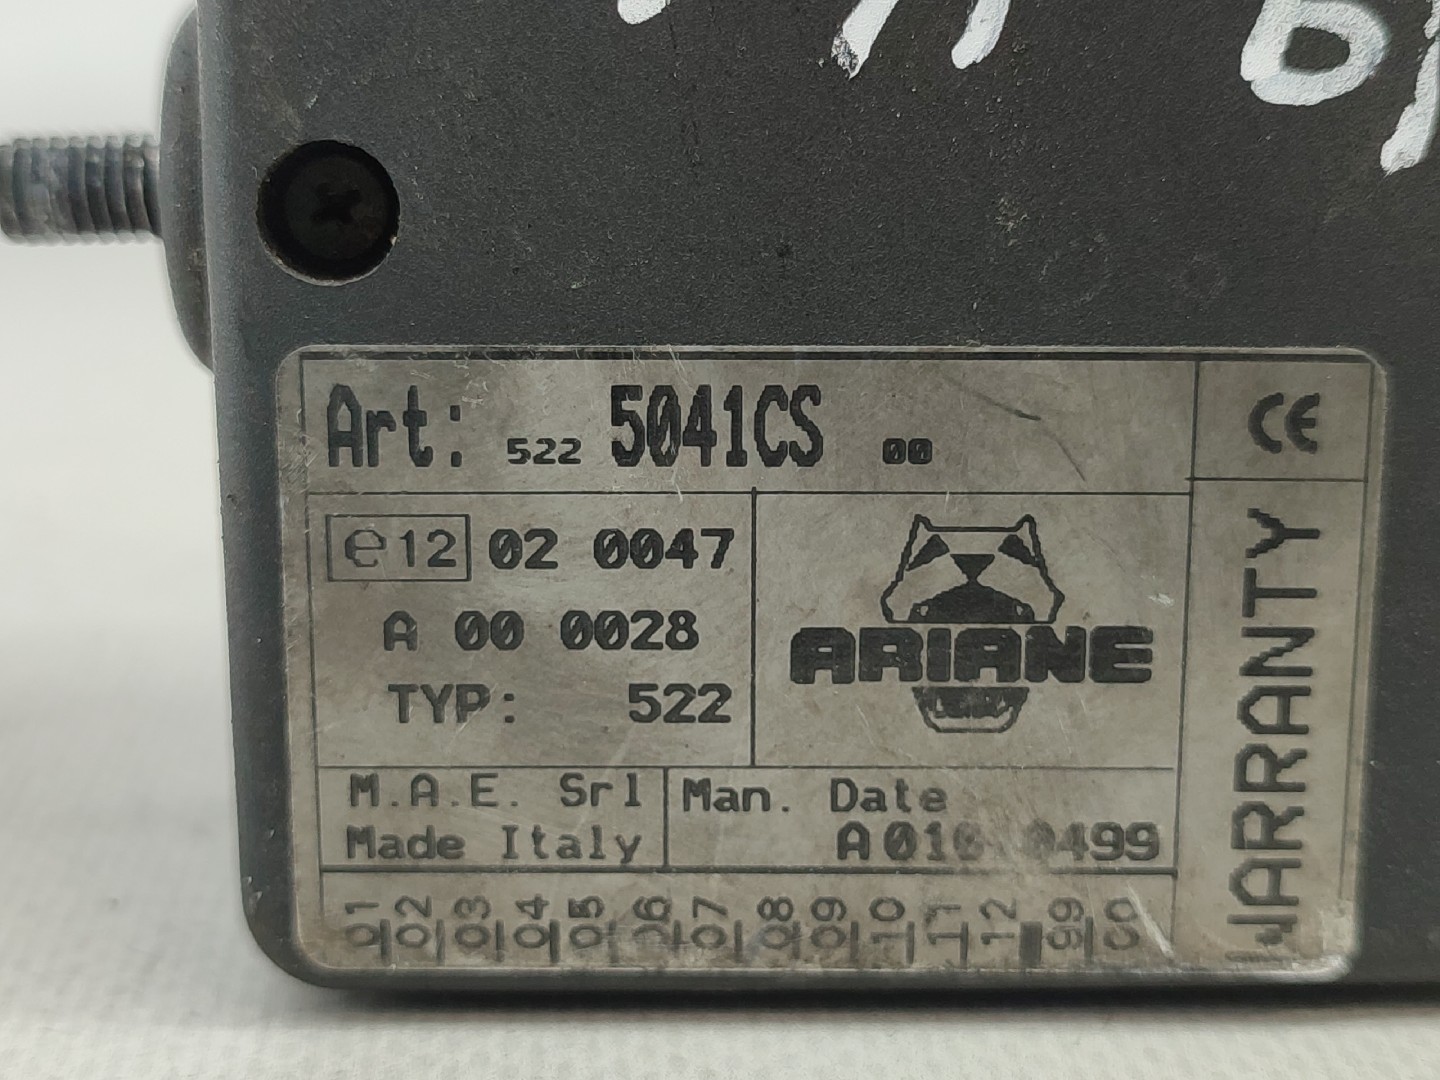 Art: 522 5041CS 00
CE
e12 02 0047
A 00 0028
TYP: 522
ARIANE
WARRANTY
M.A.E. Srl
Made Italy
Man. Date
0499
01 02 03 04 05 06 07 08 09 10 11 12 99 00